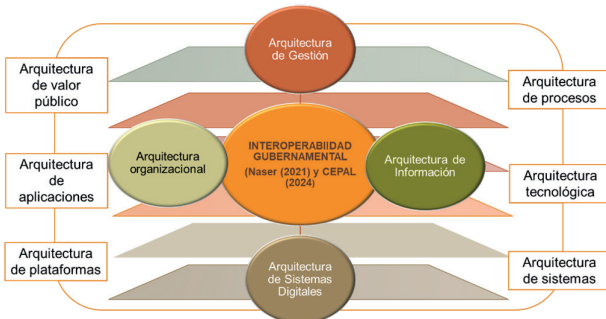 Arquitectura
de Gestión
Arquitectura
de valor
público
Arquitectura
de procesos
Arquitectura
organizacional
INTEROPERABIIDAD
GUBERNAMENTAL
(Naser (2021) y CEPAL
(2024)
Arquitectura de
Información
Arquitectura
de
aplicaciones
Arquitectura
tecnológica
Arquitectura
de plataformas
Arquitectura
de Sistemas
Digitales
Arquitectura
de sistemas